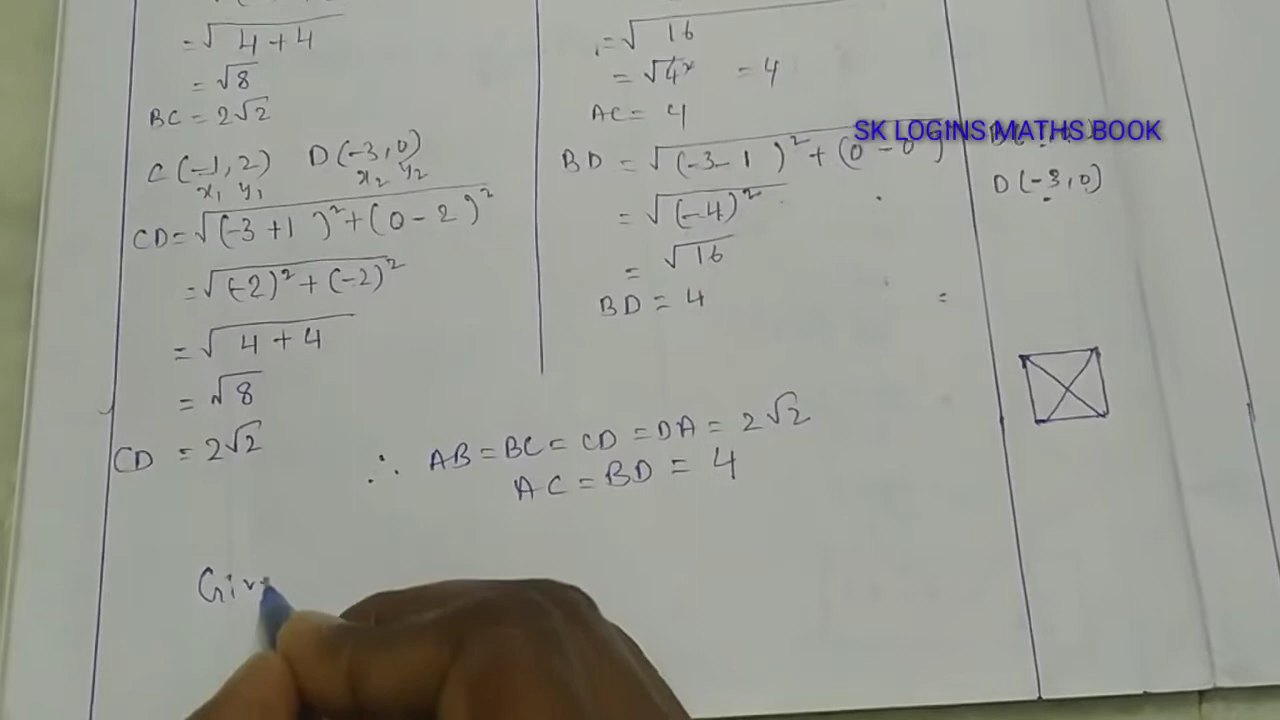 = √4 + 4
= √8
BC = 2√2
C (-1, 2) D (-3, 0)
x₁ y₁ x₂ y₂
CD = √(-3 + 1)² + (0 - 2)²
= √(-2)² + (-2)²
= √4 + 4
= √8
CD = 2√2
= √16
= √4² = 4
AC = 4
BD = √(-3 - 1)² + (0 - 0)
= √(-4)²
= √16
BD = 4
=
SK LOGINS MATHS BOOK
D (-3, 0)
∴ AB = BC = CD = DA = 2√2
AC = BD = 4
Giv